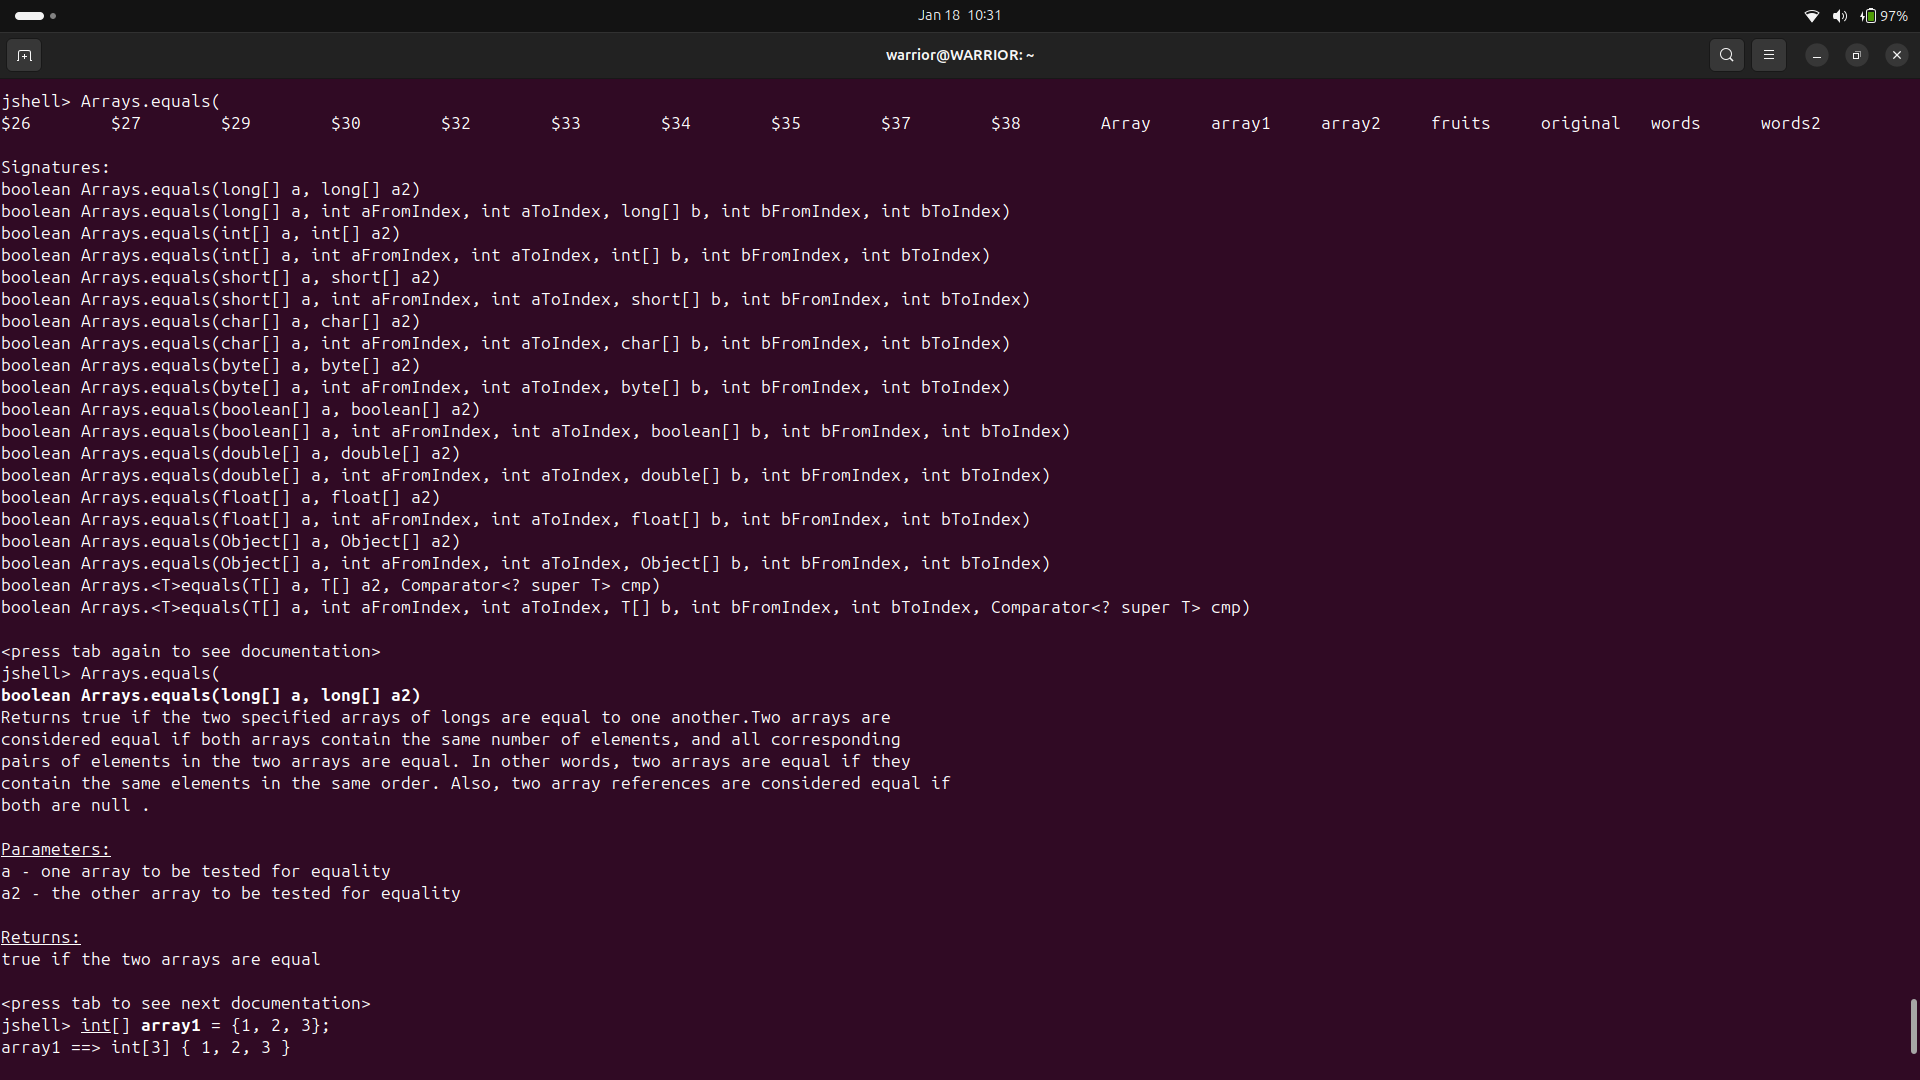 Jan 18 10:31
97%
warrior@WARRIOR: ~
jshell> Arrays.equals(
$26 $27 $29 $30 $32 $33 $34 $35 $37 $38 Array array1 array2 fruits original words words2
Signatures:
boolean Arrays.equals(long[] a, long[] a2)
boolean Arrays.equals(long[] a, int aFromIndex, int aToIndex, long[] b, int bFromIndex, int bToIndex)
boolean Arrays.equals(int[] a, int[] a2)
boolean Arrays.equals(int[] a, int aFromIndex, int aToIndex, int[] b, int bFromIndex, int bToIndex)
boolean Arrays.equals(short[] a, short[] a2)
boolean Arrays.equals(short[] a, int aFromIndex, int aToIndex, short[] b, int bFromIndex, int bToIndex)
boolean Arrays.equals(char[] a, char[] a2)
boolean Arrays.equals(char[] a, int aFromIndex, int aToIndex, char[] b, int bFromIndex, int bToIndex)
boolean Arrays.equals(byte[] a, byte[] a2)
boolean Arrays.equals(byte[] a, int aFromIndex, int aToIndex, byte[] b, int bFromIndex, int bToIndex)
boolean Arrays.equals(boolean[] a, boolean[] a2)
boolean Arrays.equals(boolean[] a, int aFromIndex, int aToIndex, boolean[] b, int bFromIndex, int bToIndex)
boolean Arrays.equals(double[] a, double[] a2)
boolean Arrays.equals(double[] a, int aFromIndex, int aToIndex, double[] b, int bFromIndex, int bToIndex)
boolean Arrays.equals(float[] a, float[] a2)
boolean Arrays.equals(float[] a, int aFromIndex, int aToIndex, float[] b, int bFromIndex, int bToIndex)
boolean Arrays.equals(Object[] a, Object[] a2)
boolean Arrays.equals(Object[] a, int aFromIndex, int aToIndex, Object[] b, int bFromIndex, int bToIndex)
boolean Arrays.<T>equals(T[] a, T[] a2, Comparator<? super T> cmp)
boolean Arrays.<T>equals(T[] a, int aFromIndex, int aToIndex, T[] b, int bFromIndex, int bToIndex, Comparator<? super T> cmp)
<press tab again to see documentation>
jshell> Arrays.equals(
boolean Arrays.equals(long[] a, long[] a2)
Returns true if the two specified arrays of longs are equal to one another.Two arrays are
considered equal if both arrays contain the same number of elements, and all corresponding
pairs of elements in the two arrays are equal. In other words, two arrays are equal if they
contain the same elements in the same order. Also, two array references are considered equal if
both are null .
Parameters:
a - one array to be tested for equality
a2 - the other array to be tested for equality
Returns:
true if the two arrays are equal
<press tab to see next documentation>
jshell> int[] array1 = {1, 2, 3};
array1 ==> int[3] { 1, 2, 3 }